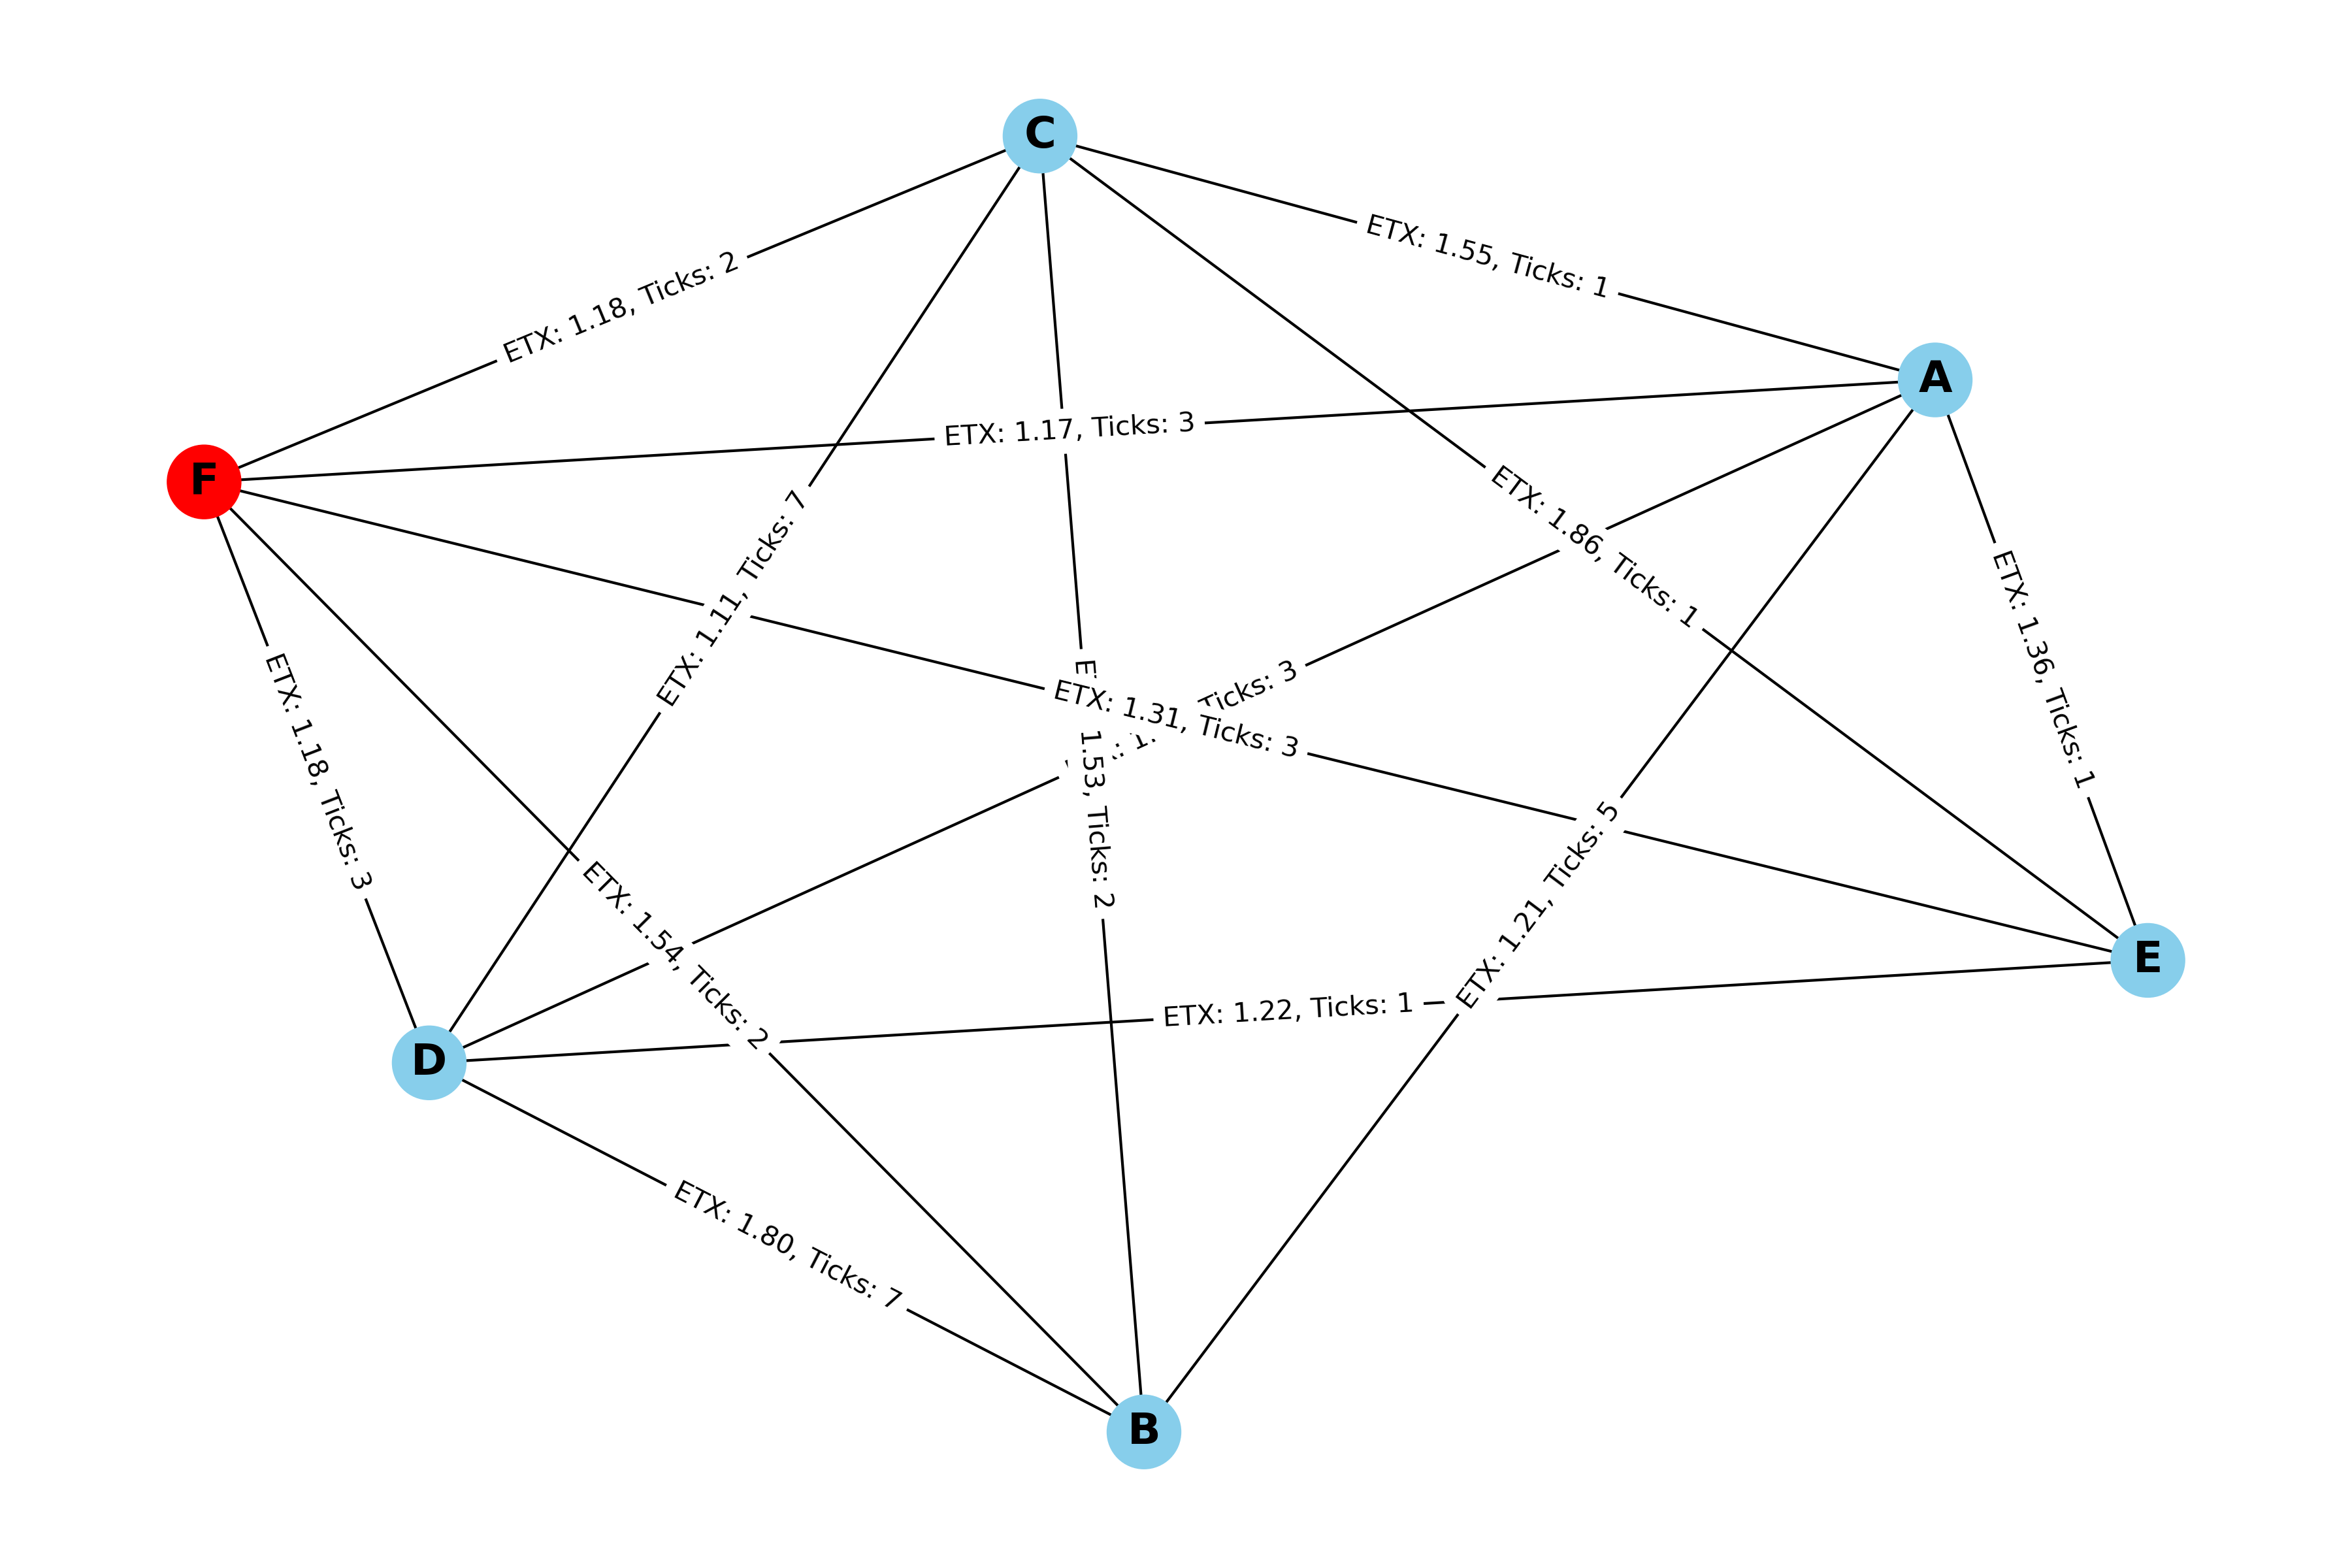 C
ETX: 1.55, Ticks: 1
ETX: 1.18, Ticks: 2
A
ETX: 1.17, Ticks: 3
F
ETX: 1.86, Ticks: 1
ETX: 1.11, Ticks: 7
ETX: 1.36, Ticks: 1
Ticks: 3
ETX: 1.31, Ticks: 3
1.53, Ticks: 2
ETX: 1.18, Ticks: 3
ETX: 1.21, Ticks: 5
ETX: 1.54, Ticks: 2
E
ETX: 1.22, Ticks: 1
D
ETX: 1.80, Ticks: 7
B